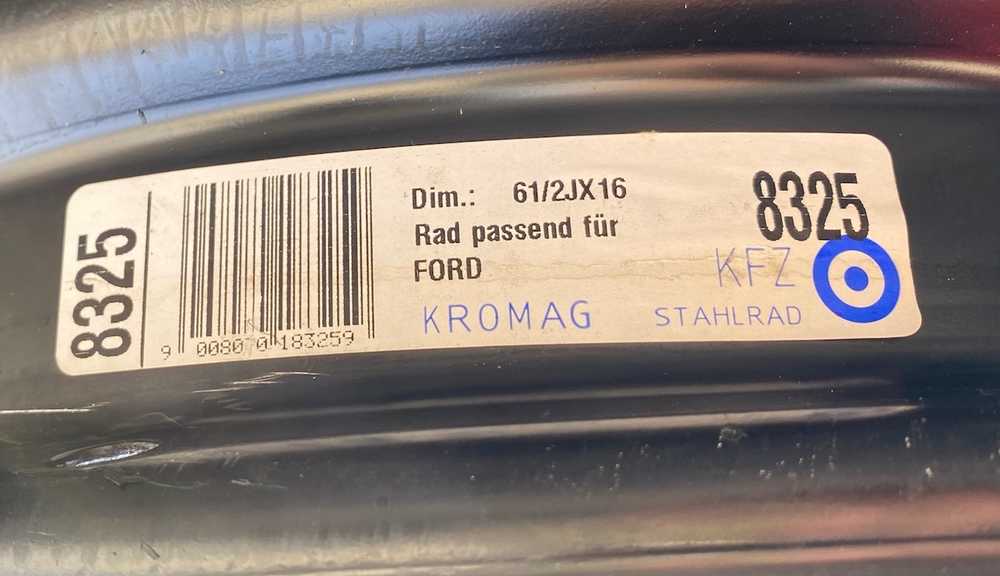 8325
9 008070 183259
Dim.: 61/2JX16
Rad passend für
FORD
KROMAG
8325
KFZ
STAHLRAD